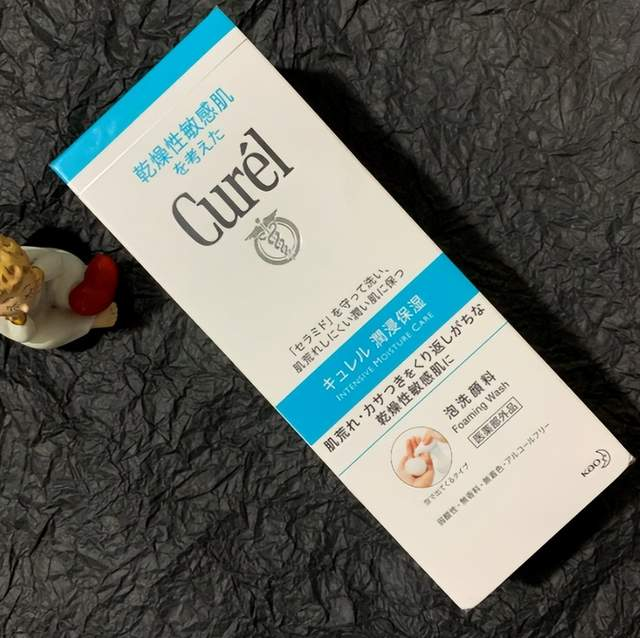 乾燥性敏感肌
を考えた
Curél
「セラミド」を守って洗い、
肌荒れしにくい潤い肌に保つ
キュレル 潤浸保湿
INTENSIVE MOISTURE CARE
肌荒れ・カサつきをくり返しがちな
乾燥性敏感肌に
泡洗顔料
Foaming Wash
医薬部外品
泡で出てくるタイプ
弱酸性・無香料・無着色・アルコールフリー
Kao